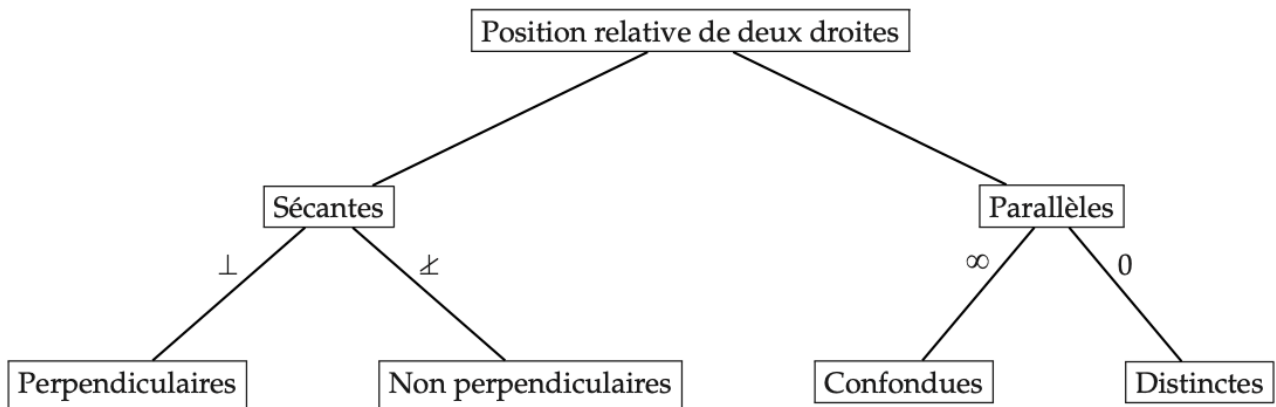 Position relative de deux droites
Sécantes
Parallèles
⊥
⊥̸
∞
0
Perpendiculaires
Non perpendiculaires
Confondues
Distinctes